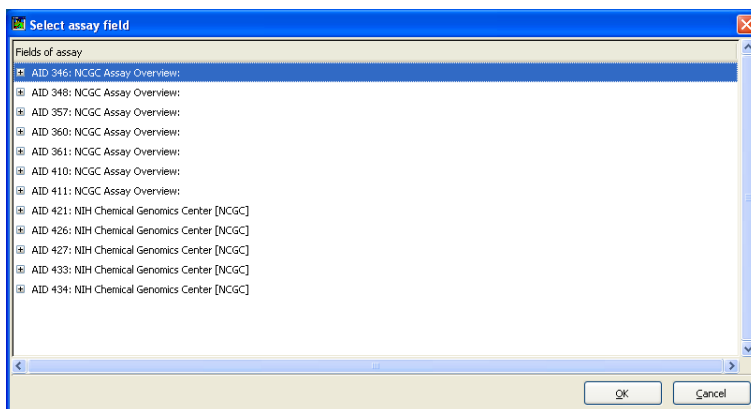 Select assay field
Fields of assay
AID 346: NCGC Assay Overview:
AID 348: NCGC Assay Overview:
AID 357: NCGC Assay Overview:
AID 360: NCGC Assay Overview:
AID 361: NCGC Assay Overview:
AID 410: NCGC Assay Overview:
AID 411: NCGC Assay Overview:
AID 421: NIH Chemical Genomics Center [NCGC]
AID 426: NIH Chemical Genomics Center [NCGC]
AID 427: NIH Chemical Genomics Center [NCGC]
AID 433: NIH Chemical Genomics Center [NCGC]
AID 434: NIH Chemical Genomics Center [NCGC]
OK Cancel